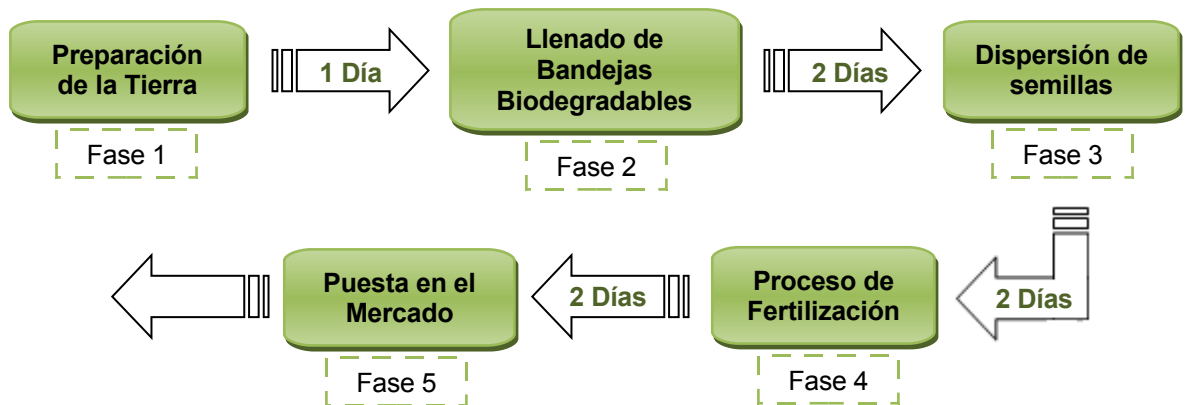 Preparación
de la Tierra
Fase 1
1 Día
Llenado de
Bandejas
Biodegradables
Fase 2
2 Días
Dispersión de
semillas
Fase 3
2 Días
Proceso de
Fertilización
Fase 4
2 Días
Puesta en el
Mercado
Fase 5